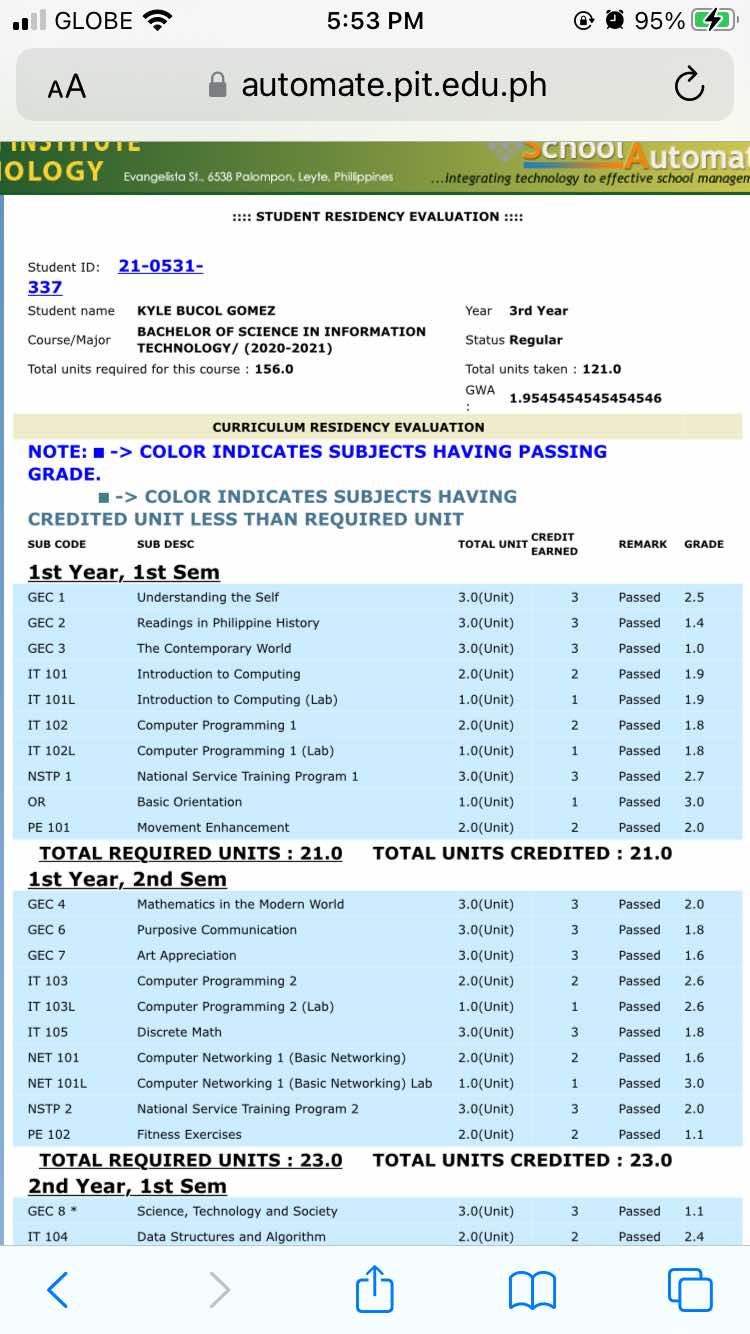 GLOBE 5:53 PM 95%
AA automate.pit.edu.ph
INSTITUTE
OLOGY Evangelista St., 6538 Palompon, Leyte, Phillippines
School Automa
...integrating technology to effective school managem
:::: STUDENT RESIDENCY EVALUATION ::::
Student ID: 21-0531-
337
Student name KYLE BUCOL GOMEZ Year 3rd Year
Course/Major BACHELOR OF SCIENCE IN INFORMATION
TECHNOLOGY/ (2020-2021) Status Regular
Total units required for this course : 156.0 Total units taken : 121.0
GWA
: 1.9545454545454546
CURRICULUM RESIDENCY EVALUATION
NOTE: ■ -> COLOR INDICATES SUBJECTS HAVING PASSING
GRADE.
■ -> COLOR INDICATES SUBJECTS HAVING
CREDITED UNIT LESS THAN REQUIRED UNIT
SUB CODE SUB DESC TOTAL UNIT CREDIT EARNED REMARK GRADE
1st Year, 1st Sem
GEC 1 Understanding the Self 3.0(Unit) 3 Passed 2.5
GEC 2 Readings in Philippine History 3.0(Unit) 3 Passed 1.4
GEC 3 The Contemporary World 3.0(Unit) 3 Passed 1.0
IT 101 Introduction to Computing 2.0(Unit) 2 Passed 1.9
IT 101L Introduction to Computing (Lab) 1.0(Unit) 1 Passed 1.9
IT 102 Computer Programming 1 2.0(Unit) 2 Passed 1.8
IT 102L Computer Programming 1 (Lab) 1.0(Unit) 1 Passed 1.8
NSTP 1 National Service Training Program 1 3.0(Unit) 3 Passed 2.7
OR Basic Orientation 1.0(Unit) 1 Passed 3.0
PE 101 Movement Enhancement 2.0(Unit) 2 Passed 2.0
TOTAL REQUIRED UNITS : 21.0 TOTAL UNITS CREDITED : 21.0
1st Year, 2nd Sem
GEC 4 Mathematics in the Modern World 3.0(Unit) 3 Passed 2.0
GEC 6 Purposive Communication 3.0(Unit) 3 Passed 1.8
GEC 7 Art Appreciation 3.0(Unit) 3 Passed 1.6
IT 103 Computer Programming 2 2.0(Unit) 2 Passed 2.6
IT 103L Computer Programming 2 (Lab) 1.0(Unit) 1 Passed 2.6
IT 105 Discrete Math 3.0(Unit) 3 Passed 1.8
NET 101 Computer Networking 1 (Basic Networking) 2.0(Unit) 2 Passed 1.6
NET 101L Computer Networking 1 (Basic Networking) Lab 1.0(Unit) 1 Passed 3.0
NSTP 2 National Service Training Program 2 3.0(Unit) 3 Passed 2.0
PE 102 Fitness Exercises 2.0(Unit) 2 Passed 1.1
TOTAL REQUIRED UNITS : 23.0 TOTAL UNITS CREDITED : 23.0
2nd Year, 1st Sem
GEC 8 * Science, Technology and Society 3.0(Unit) 3 Passed 1.1
IT 104 Data Structures and Algorithm 2.0(Unit) 2 Passed 2.4